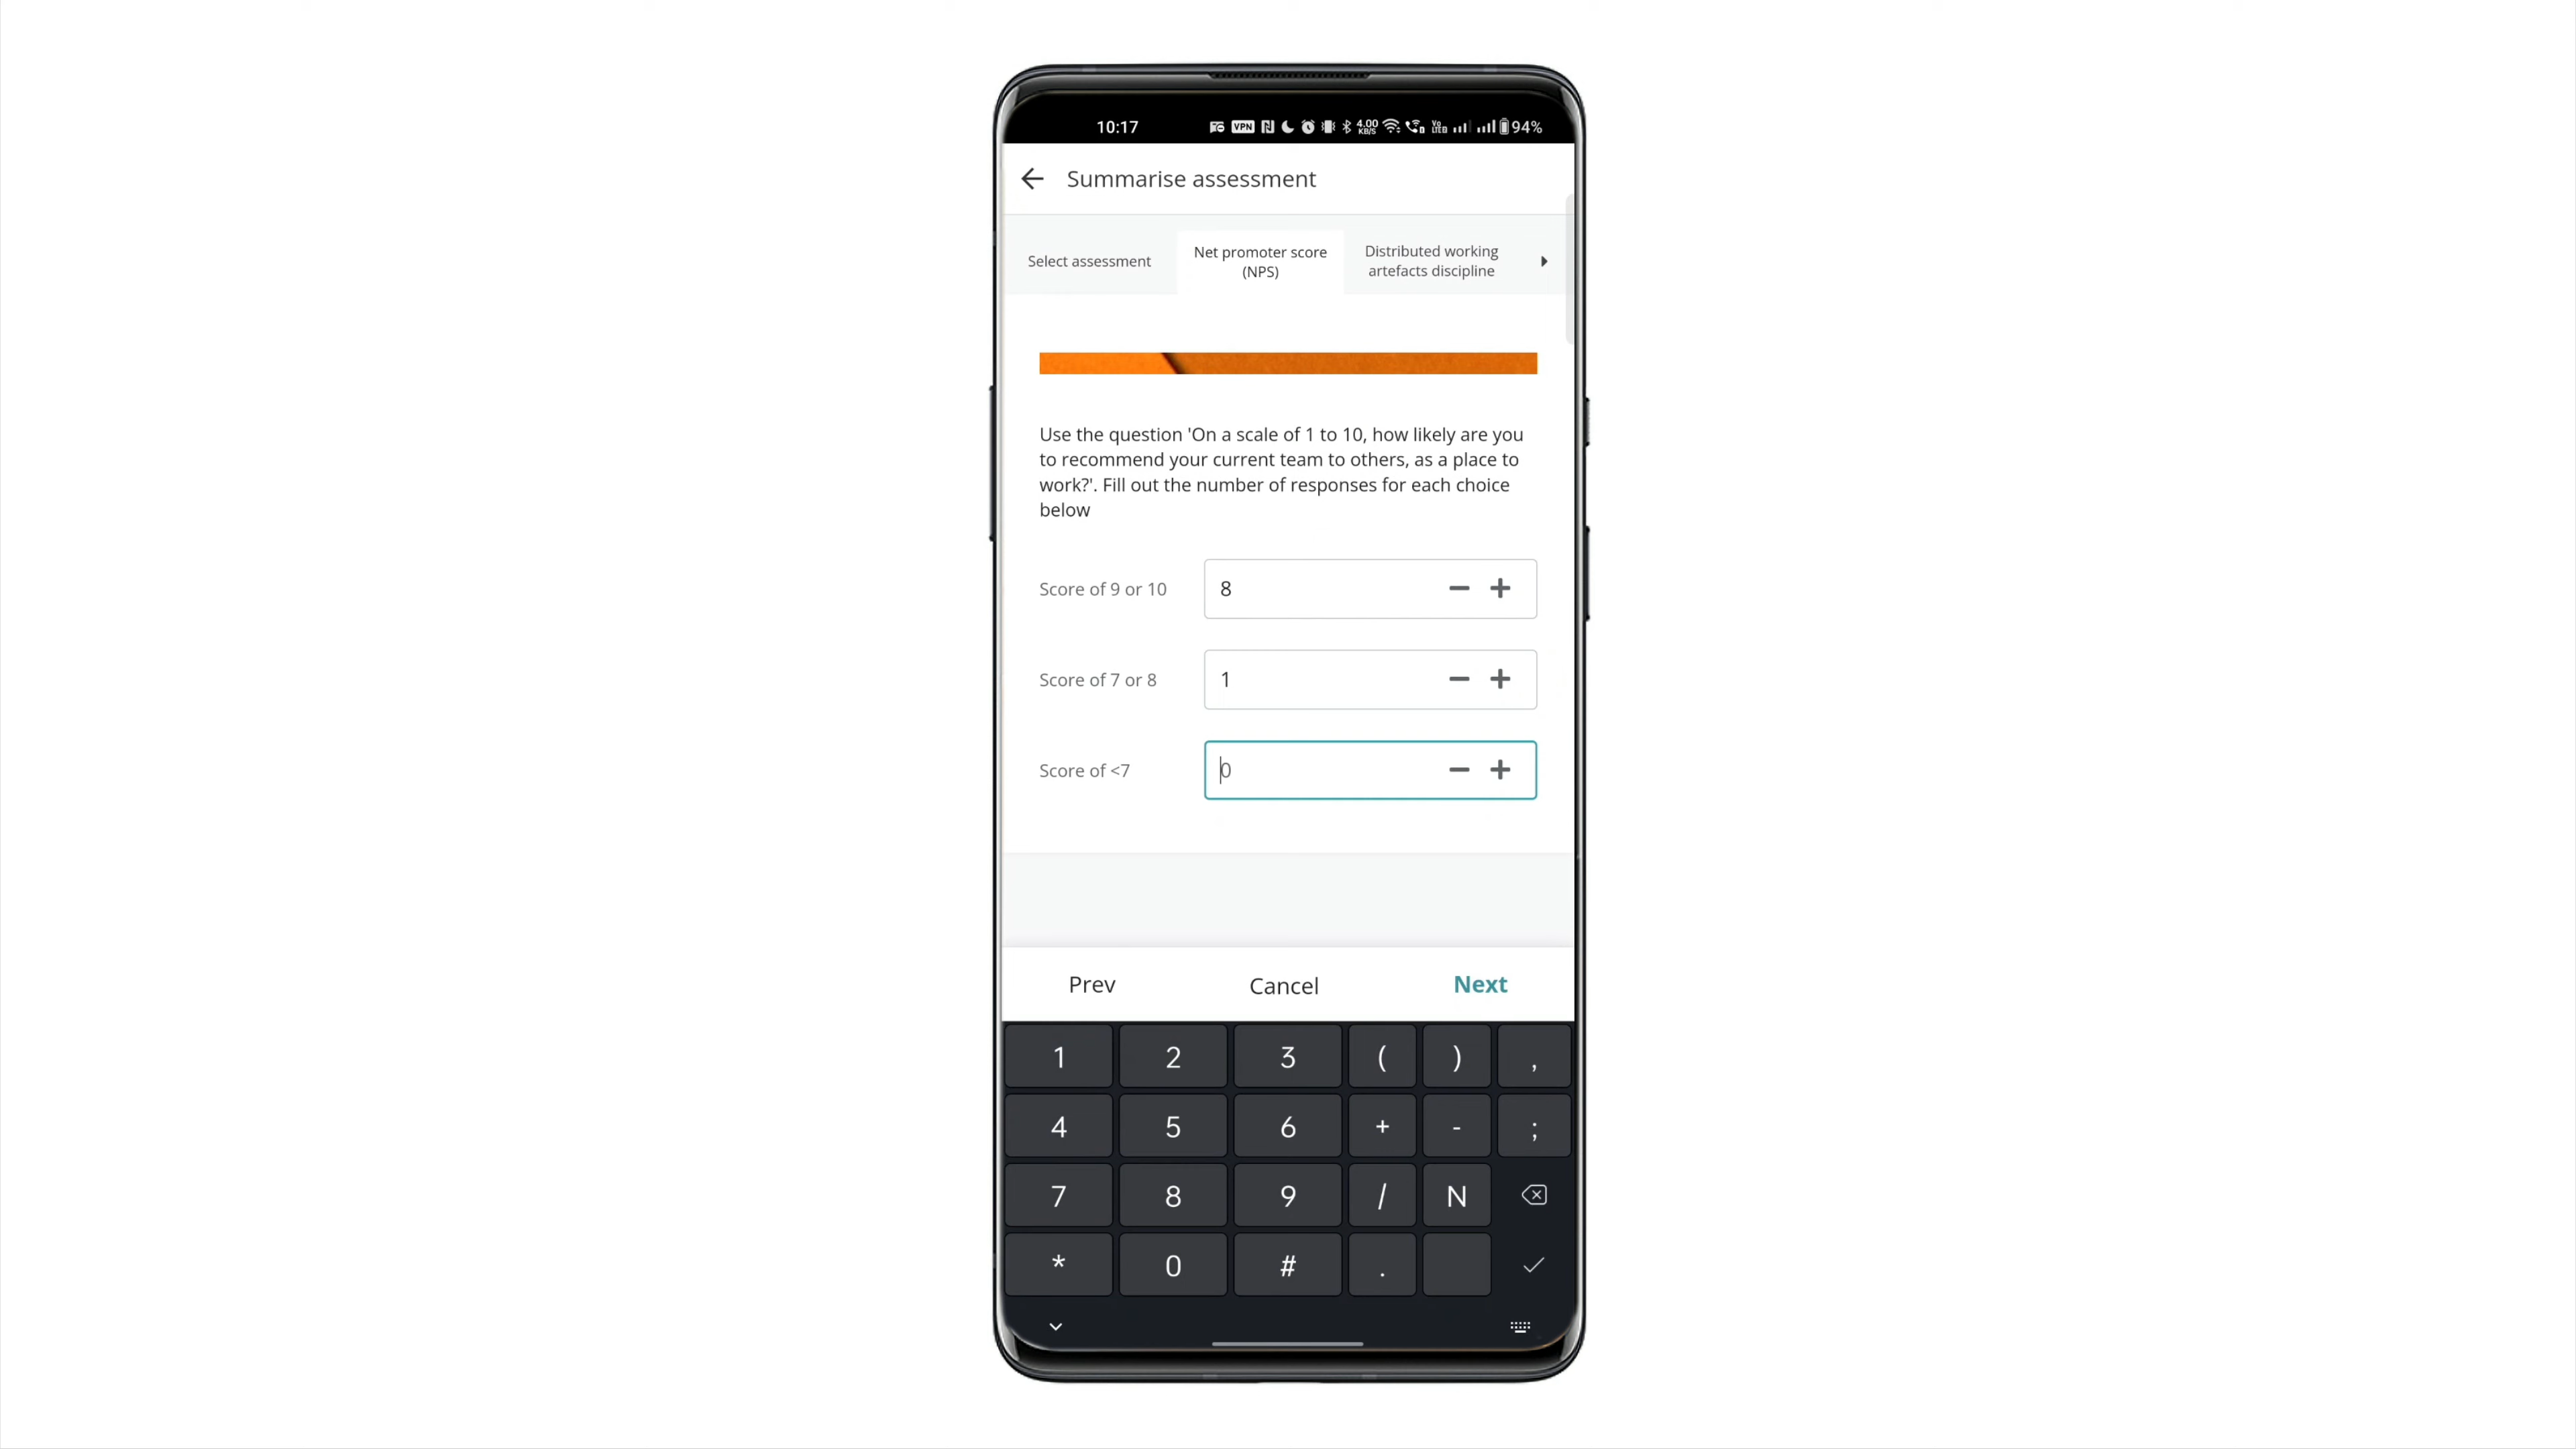 10:17
VPN
4.00
KB/S
94%
Summarise assessment
Select assessment
Net promoter score
(NPS)
Distributed working
artefacts discipline
Use the question 'On a scale of 1 to 10, how likely are you
to recommend your current team to others, as a place to
work?'. Fill out the number of responses for each choice
below
Score of 9 or 10
8
Score of 7 or 8
1
Score of <7
0
Prev
Cancel
Next
1 2 3 ( ) ,
4 5 6 + - ;
7 8 9 / N
* 0 # .